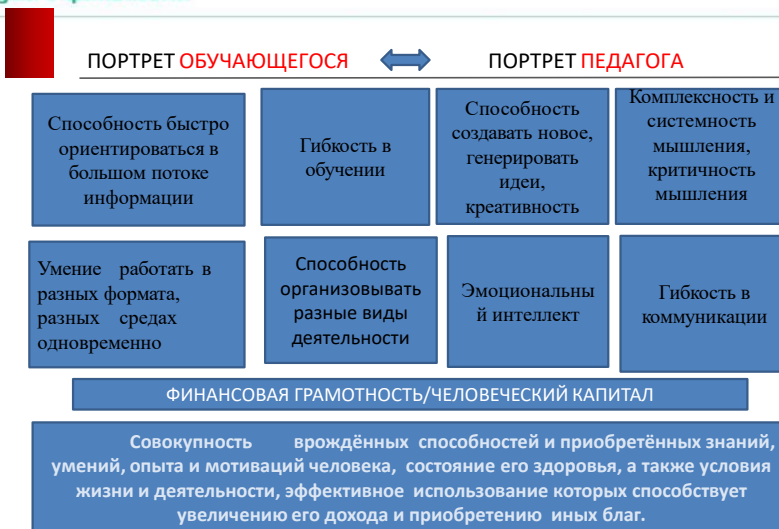 ПОРТРЕТ ОБУЧАЮЩЕГОСЯ
ПОРТРЕТ ПЕДАГОГА
Способность быстро
ориентироваться в
большом потоке
информации
Гибкость в
обучении
Способность
создавать новое,
генерировать
идеи,
креативность
Комплексность и
системность
мышления,
критичность
мышления
Умение работать в
разных формата,
разных средах
одновременно
Способность
организовывать
разные виды
деятельности
Эмоциональны
й интеллект
Гибкость в
коммуникации
ФИНАНСОВАЯ ГРАМОТНОСТЬ/ЧЕЛОВЕЧЕСКИЙ КАПИТАЛ
Совокупность врождённых способностей и приобретённых знаний,
умений, опыта и мотиваций человека, состояние его здоровья, а также условия
жизни и деятельности, эффективное использование которых способствует
увеличению его дохода и приобретению иных благ.